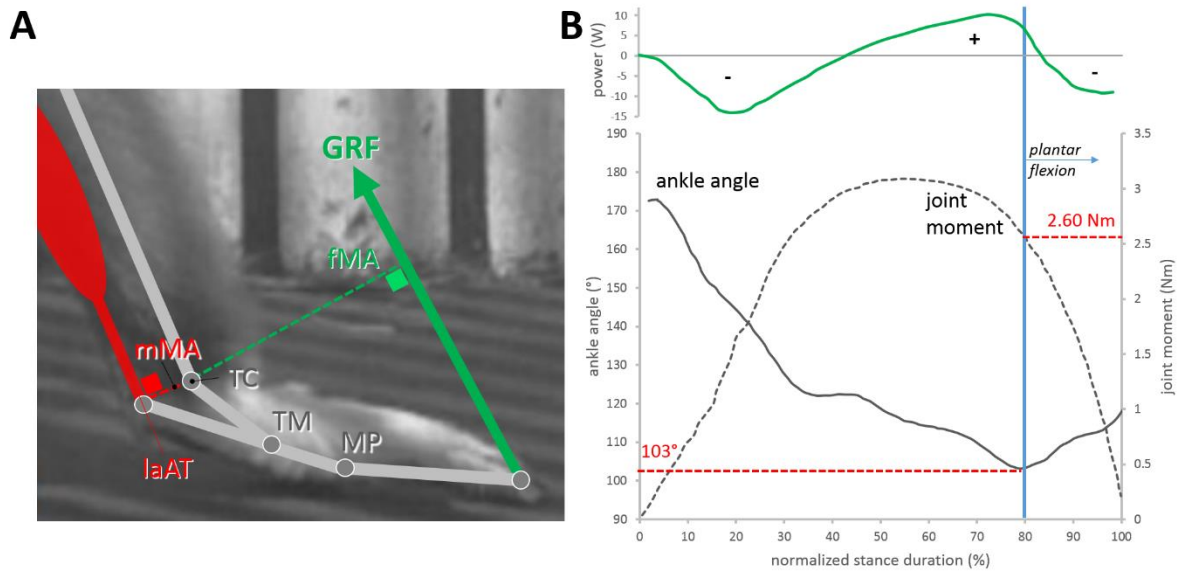 A
GRF
fMA
mMA
TC
TM
MP
IaAT
B
power (W)
10
5
0
-5
-10
-15
-
+
-
ankle angle (°)
190
180
170
160
150
140
130
120
110
100
90
joint moment (Nm)
3.5
3
2.5
2
1.5
1
0.5
0
ankle angle
joint
moment
plantar
flexion
2.60 Nm
103°
0 10 20 30 40 50 60 70 80 90 100
normalized stance duration (%)